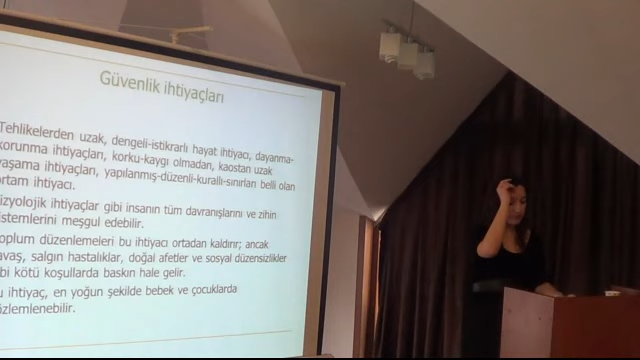 Güvenlik ihtiyaçları
Tehlikelerden uzak, dengeli-istikrarlı hayat ihtiyacı, dayanma-
korunma ihtiyaçları, korku-kaygı olmadan, kaostan uzak
yaşama ihtiyaçları, yapılanmış-düzenli-kurallı-sınırları belli olan
ortam ihtiyacı.
izyolojik ihtiyaçlar gibi insanın tüm davranışlarını ve zihin
istemlerini meşgul edebilir.
oplum düzenlemeleri bu ihtiyacı ortadan kaldırır; ancak
avaş, salgın hastalıklar, doğal afetler ve sosyal düzensizlikler
bi kötü koşullarda baskın hale gelir.
u ihtiyaç, en yoğun şekilde bebek ve çocuklarda
özlemlenebilir.